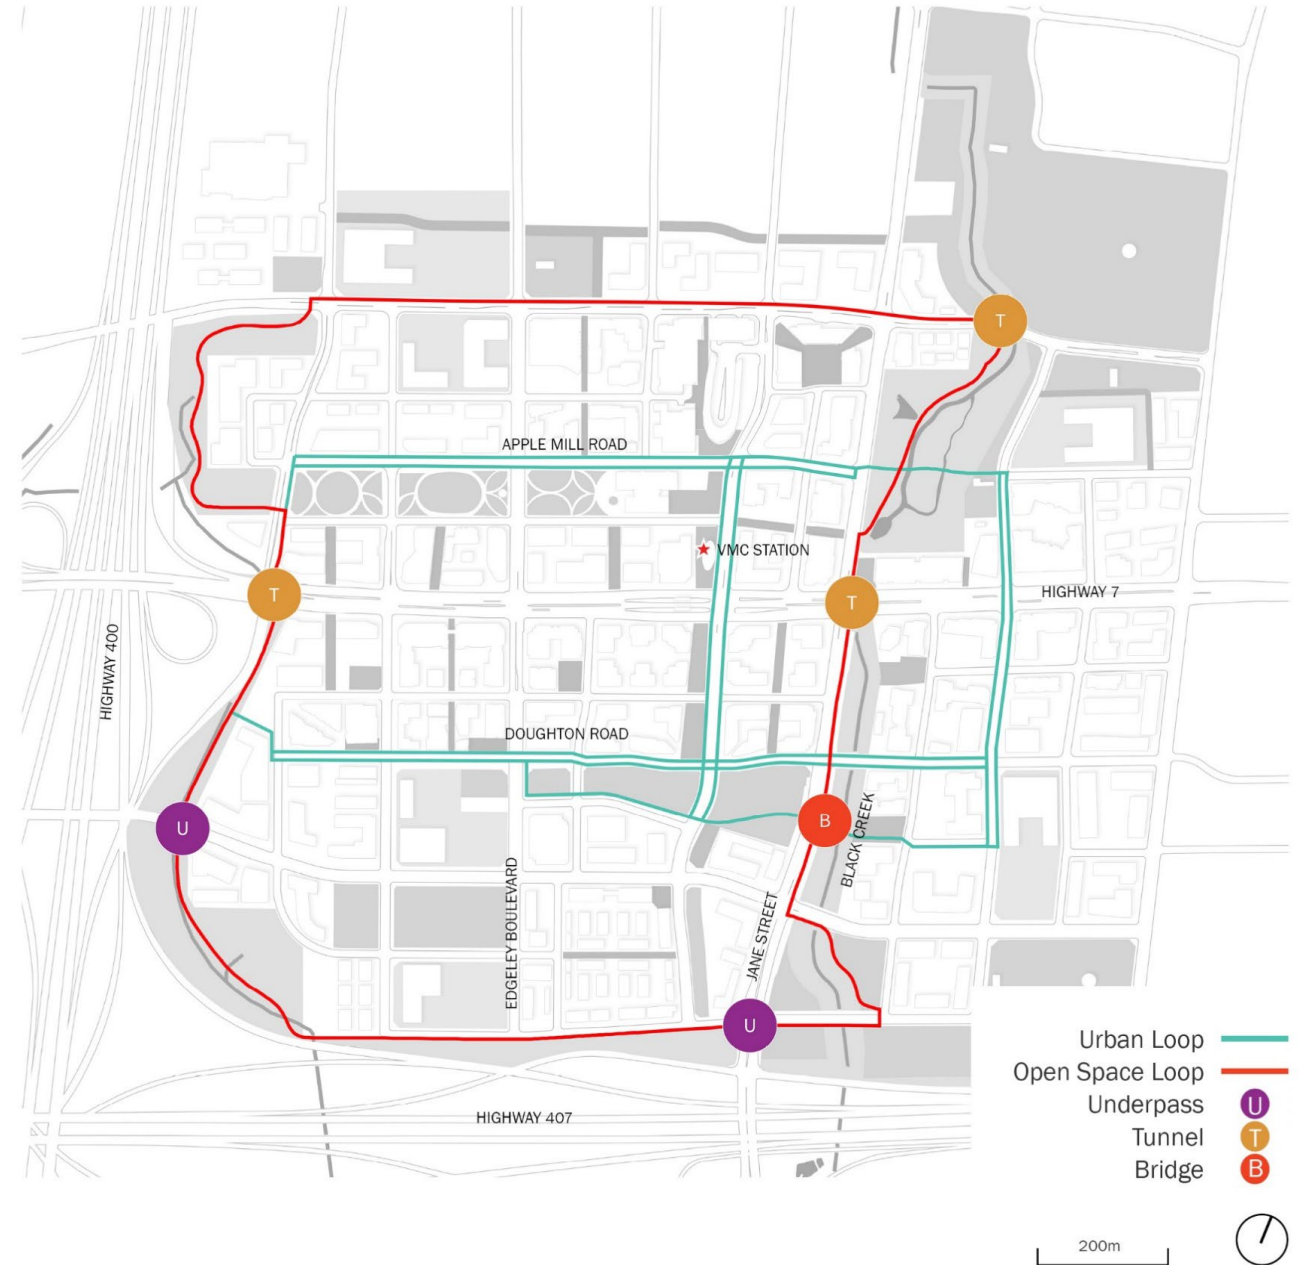 T
APPLE MILL ROAD
VMC STATION
T
T
HIGHWAY 7
HIGHWAY 400
DOUGHTON ROAD
U
B
BLACK CREEK
EDGELEY BOULEVARD
JANE STREET
U
HIGHWAY 407
Urban Loop
Open Space Loop
Underpass U
Tunnel T
Bridge B
200m